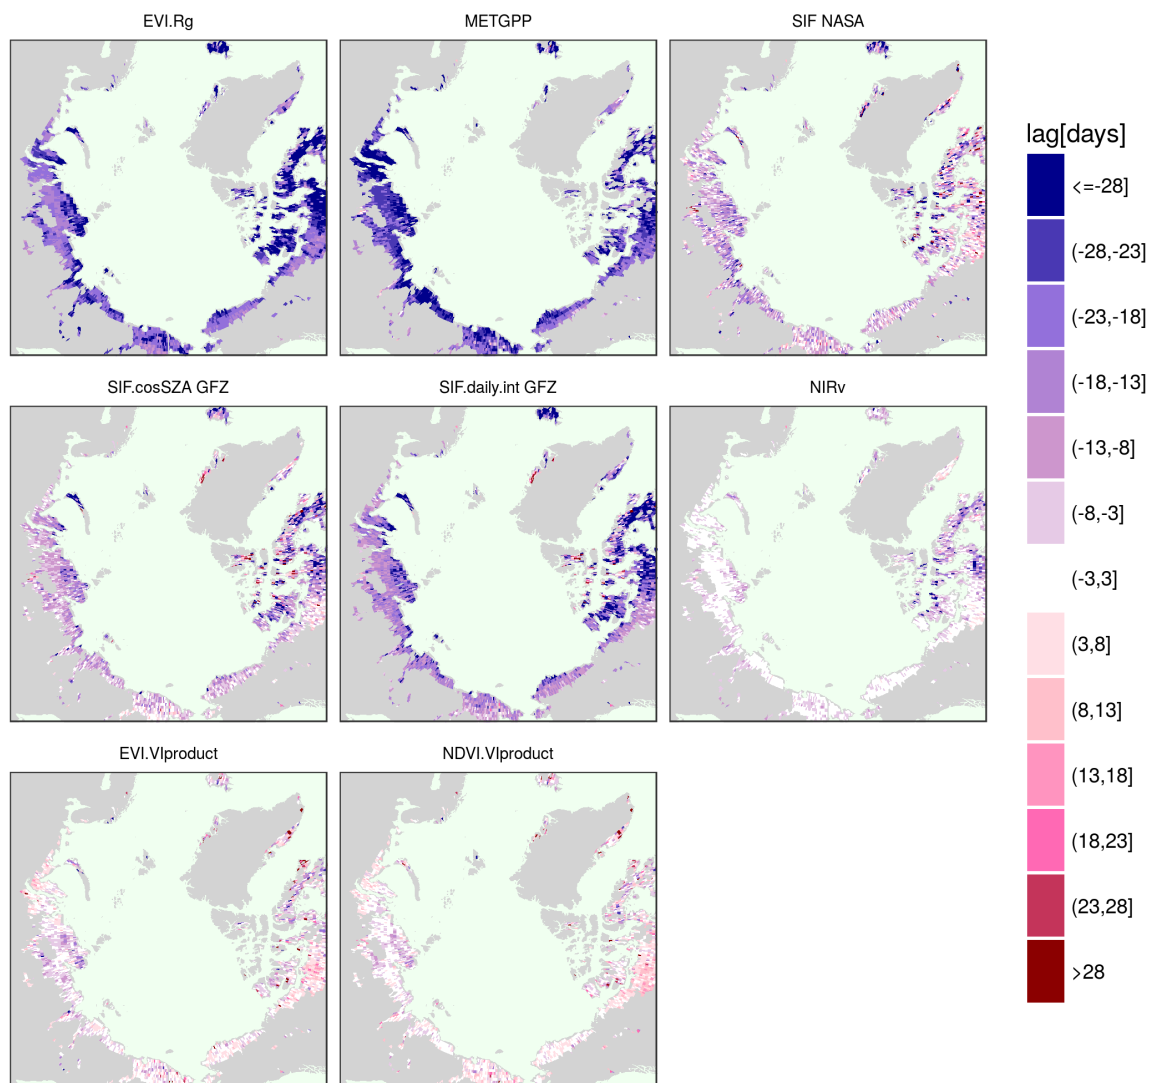 EVI.Rg
METGPP
SIF NASA
SIF.cosSZA GFZ
SIF.daily.int GFZ
NIRv
EVI.VIproduct
NDVI.VIproduct
lag[days]
<=-28]
(-28,-23]
(-23,-18]
(-18,-13]
(-13,-8]
(-8,-3]
(-3,3]
(3,8]
(8,13]
(13,18]
(18,23]
(23,28]
>28